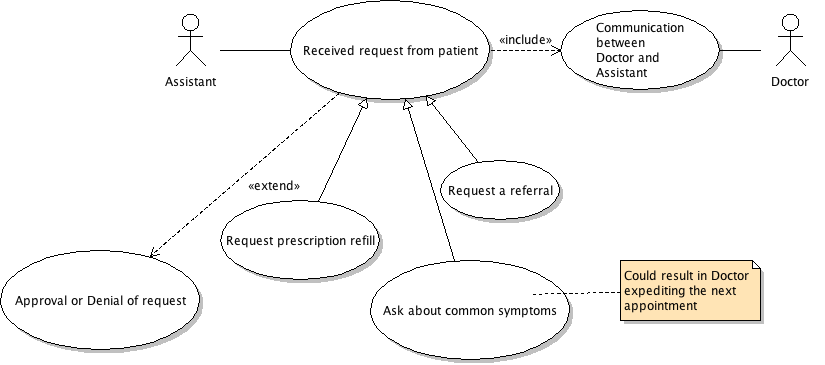 Received request from patient
«include»
Communication
between
Doctor and
Assistant
Assistant
Doctor
«extend»
Request a referral
Request prescription refill
Approval or Denial of request
Ask about common symptoms
Could result in Doctor
expediting the next
appointment